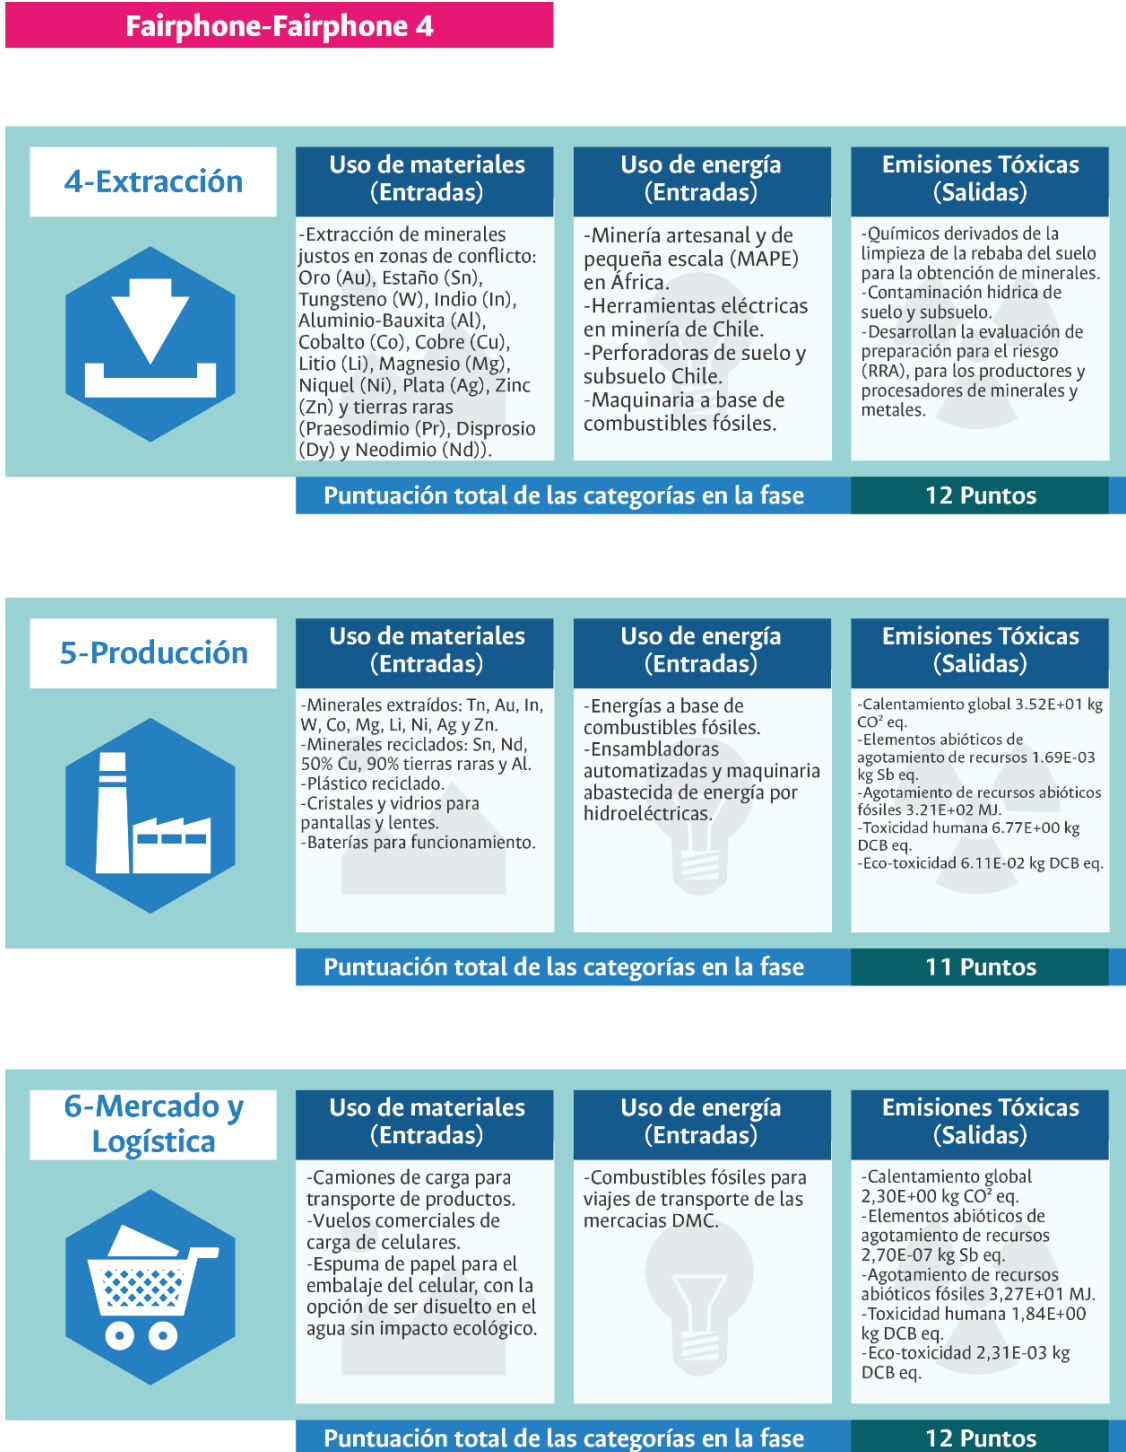 Fairphone-Fairphone 4
4-Extracción
Uso de materiales
(Entradas)
-Extracción de minerales
justos en zonas de conflicto:
Oro (Au), Estaño (Sn),
Tungsteno (W), Indio (In),
Aluminio-Bauxita (Al),
Cobalto (Co), Cobre (Cu),
Litio (Li), Magnesio (Mg),
Niquel (Ni), Plata (Ag), Zinc
(Zn) y tierras raras
(Praesodimio (Pr), Disprosio
(Dy) y Neodimio (Nd)).
Uso de energía
(Entradas)
-Minería artesanal y de
pequeña escala (MAPE)
en África.
-Herramientas eléctricas
en minería de Chile.
-Perforadoras de suelo y
subsuelo Chile.
-Maquinaria a base de
combustibles fósiles.
Emisiones Tóxicas
(Salidas)
-Químicos derivados de la
limpieza de la rebaba del suelo
para la obtención de minerales.
-Contaminación hidrica de
suelo y subsuelo.
-Desarrollan la evaluación de
preparación para el riesgo
(RRA), para los productores y
procesadores de minerales y
metales.
Puntuación total de las categorías en la fase
12 Puntos
5-Producción
Uso de materiales
(Entradas)
-Minerales extraídos: Tn, Au, In,
W, Co, Mg, Li, Ni, Ag y Zn.
-Minerales reciclados: Sn, Nd,
50% Cu, 90% tierras raras y Al.
-Plástico reciclado.
-Cristales y vidrios para
pantallas y lentes.
-Baterías para funcionamiento.
Uso de energía
(Entradas)
-Energías a base de
combustibles fósiles.
-Ensambladoras
automatizadas y maquinaria
abastecida de energía por
hidroeléctricas.
Emisiones Tóxicas
(Salidas)
-Calentamiento global 3.52E+01 kg
CO² eq.
-Elementos abióticos de
agotamiento de recursos 1.69E-03
kg Sb eq.
-Agotamiento de recursos abióticos
fósiles 3.21E+02 MJ.
-Toxicidad humana 6.77E+00 kg
DCB eq.
-Eco-toxicidad 6.11E-02 kg DCB eq.
Puntuación total de las categorías en la fase
11 Puntos
6-Mercado y
Logística
Uso de materiales
(Entradas)
-Camiones de carga para
transporte de productos.
-Vuelos comerciales de
carga de celulares.
-Espuma de papel para el
embalaje del celular, con la
opción de ser disuelto en el
agua sin impacto ecológico.
Uso de energía
(Entradas)
-Combustibles fósiles para
viajes de transporte de las
mercacias DMC.
Emisiones Tóxicas
(Salidas)
-Calentamiento global
2,30E+00 kg CO² eq.
-Elementos abióticos de
agotamiento de recursos
2,70E-07 kg Sb eq.
-Agotamiento de recursos
abióticos fósiles 3,27E+01 MJ.
-Toxicidad humana 1,84E+00
kg DCB eq.
-Eco-toxicidad 2,31E-03 kg
DCB eq.
Puntuación total de las categorías en la fase
12 Puntos